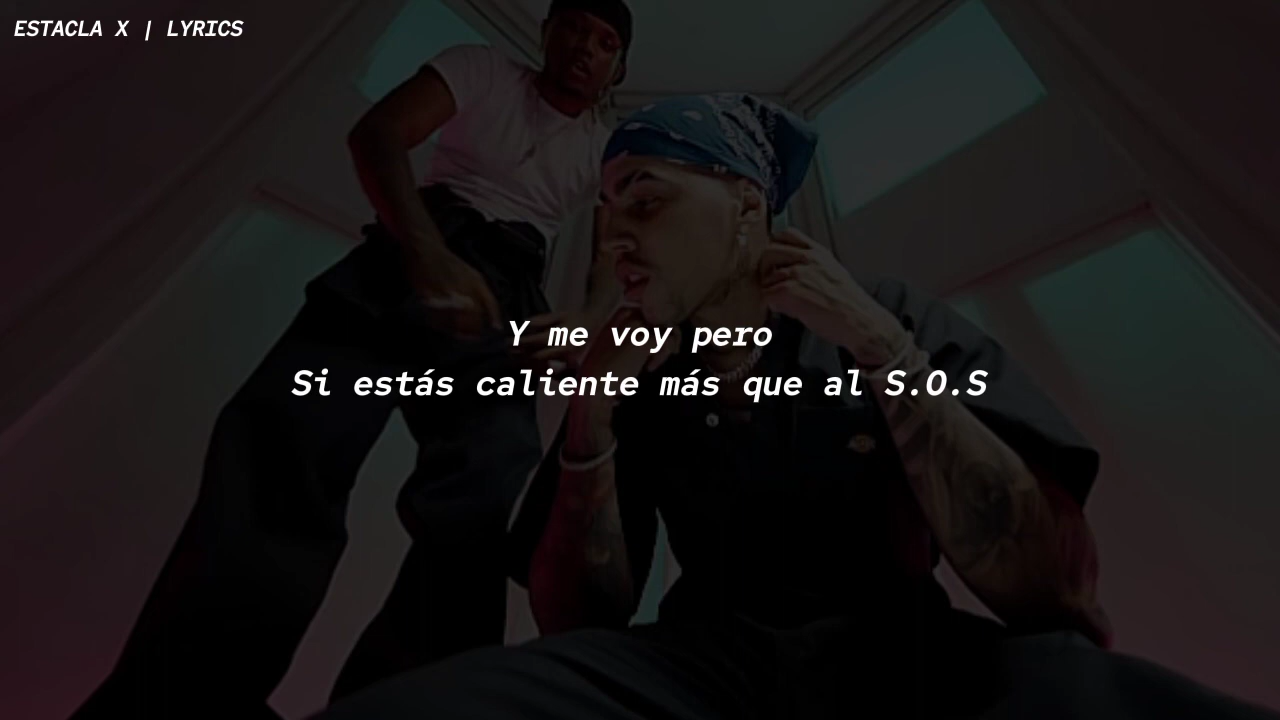 ESTACLA X | LYRICS
Y me voy pero
Si estás caliente más que al S.O.S